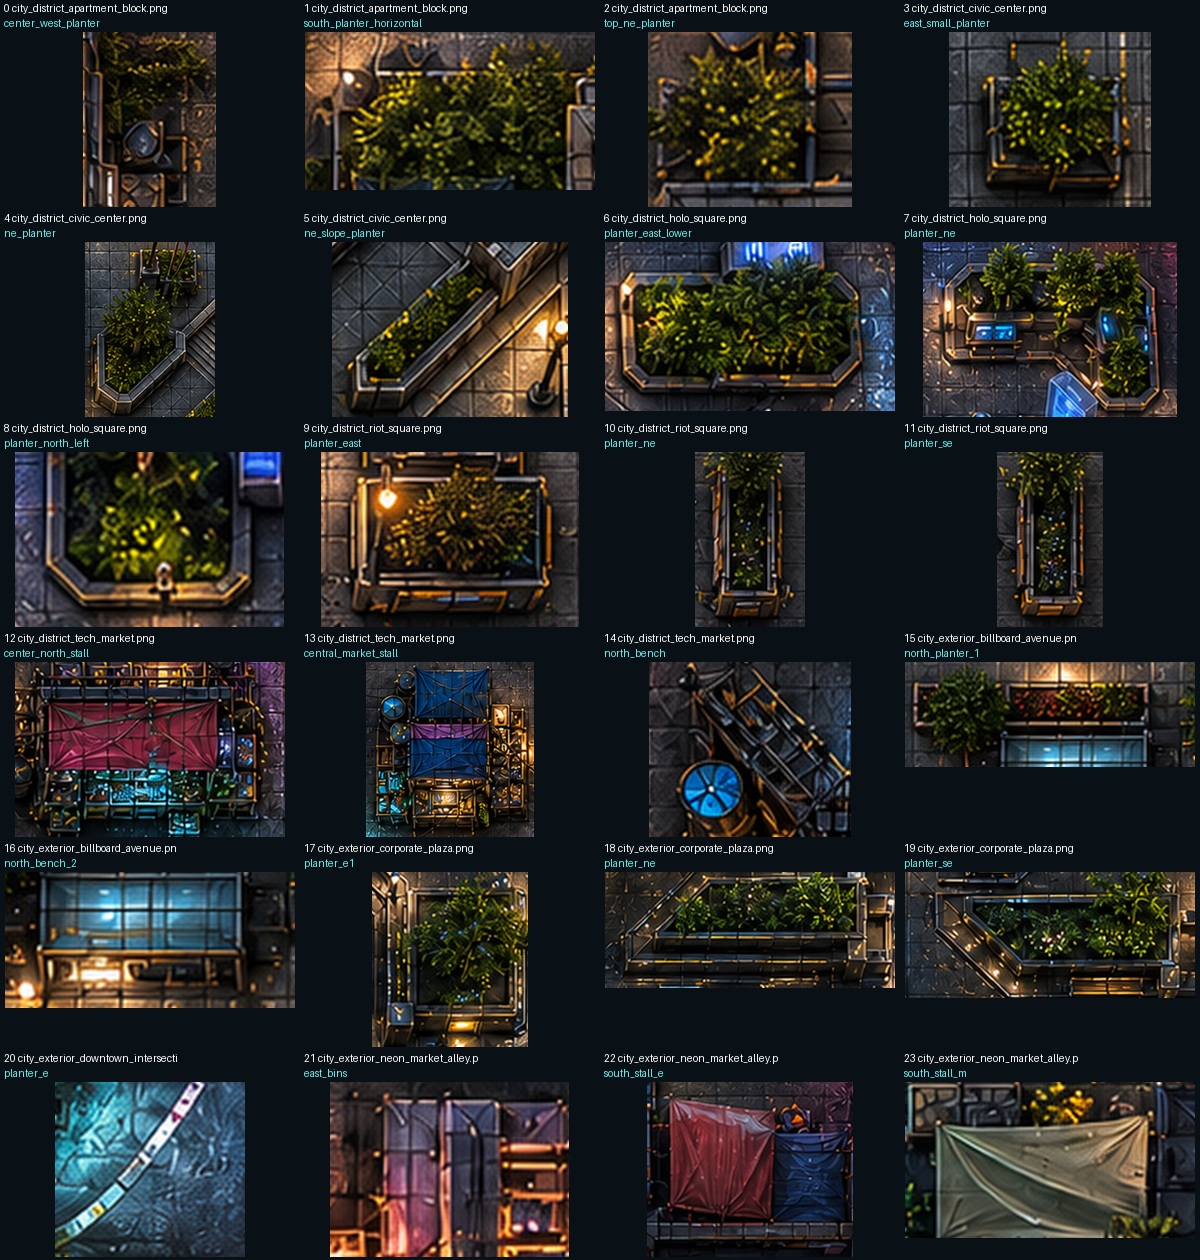 0 city_district_apartment_block.png
center_west_planter
1 city_district_apartment_block.png
south_planter_horizontal
2 city_district_apartment_block.png
top_ne_planter
3 city_district_civic_center.png
east_small_planter
4 city_district_civic_center.png
ne_planter
5 city_district_civic_center.png
ne_slope_planter
6 city_district_holo_square.png
planter_east_lower
7 city_district_holo_square.png
planter_ne
8 city_district_holo_square.png
planter_north_left
9 city_district_riot_square.png
planter_east
10 city_district_riot_square.png
planter_ne
11 city_district_riot_square.png
planter_se
12 city_district_tech_market.png
center_north_stall
13 city_district_tech_market.png
central_market_stall
14 city_district_tech_market.png
north_bench
15 city_exterior_billboard_avenue.pn
north_planter_1
16 city_exterior_billboard_avenue.pn
north_bench_2
17 city_exterior_corporate_plaza.png
planter_e1
18 city_exterior_corporate_plaza.png
planter_ne
19 city_exterior_corporate_plaza.png
planter_se
20 city_exterior_downtown_intersecti
planter_e
21 city_exterior_neon_market_alley.p
east_bins
22 city_exterior_neon_market_alley.p
south_stall_e
23 city_exterior_neon_market_alley.p
south_stall_m